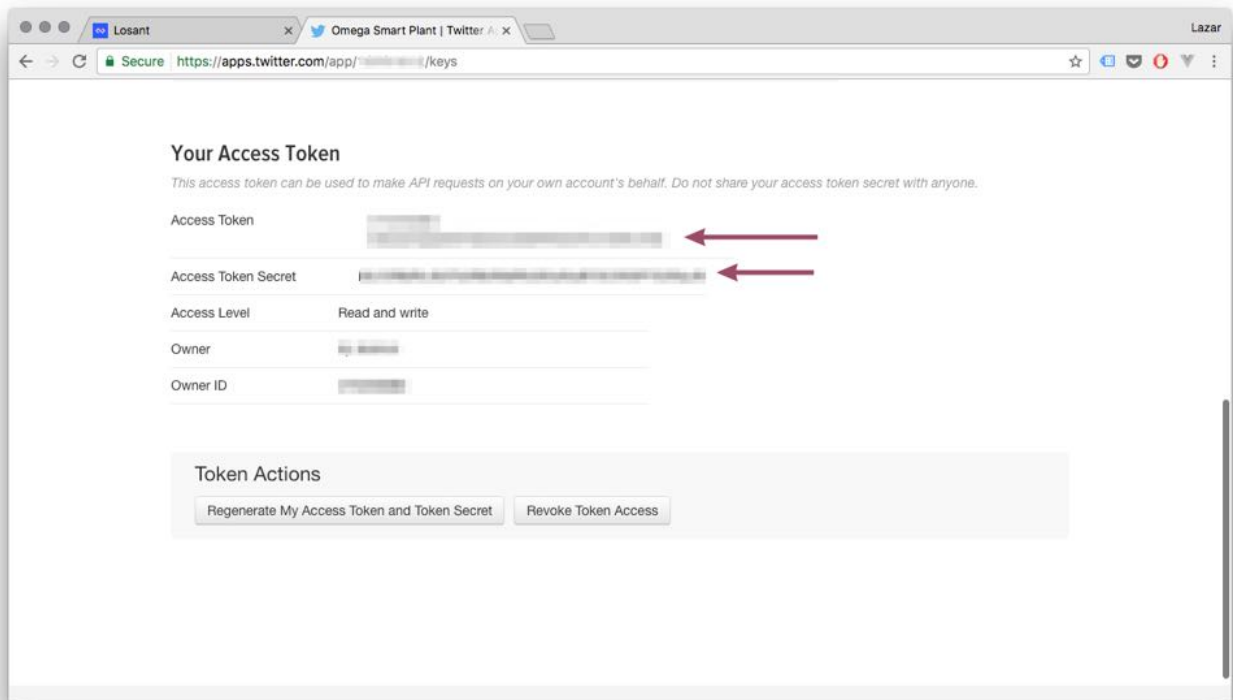 Losant
Omega Smart Plant | Twitter A
Lazar
Secure https://apps.twitter.com/app/ /keys
Your Access Token
This access token can be used to make API requests on your own account's behalf. Do not share your access token secret with anyone.
Access Token
Access Token Secret
Access Level Read and write
Owner
Owner ID
Token Actions
Regenerate My Access Token and Token Secret Revoke Token Access